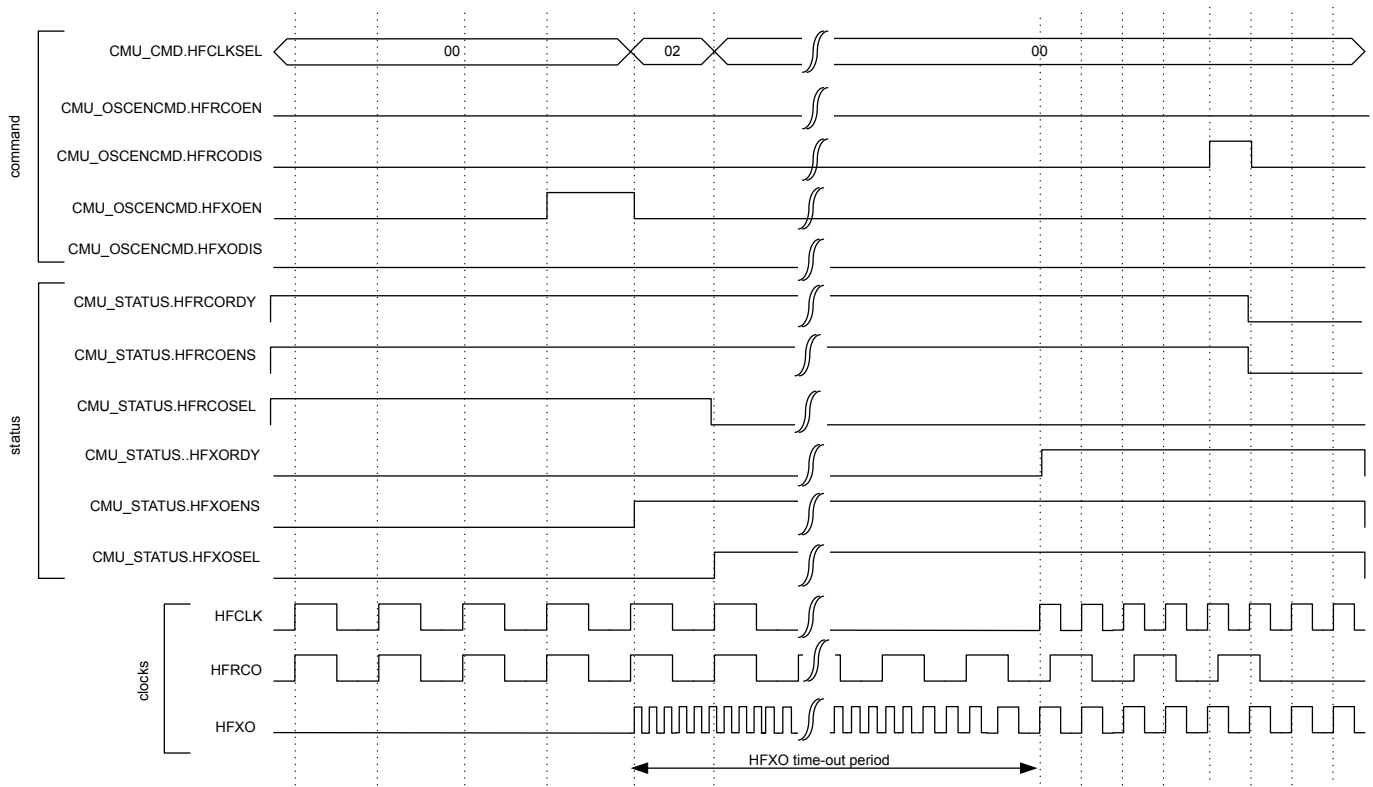 command
CMU_CMD.HFCLKSEL 00 02 00
CMU_OSCENCMD.HFRCOEN
CMU_OSCENCMD.HFRCODIS
CMU_OSCENCMD.HFXOEN
CMU_OSCENCMD.HFXODIS
status
CMU_STATUS.HFRCORDY
CMU_STATUS.HFRCOENS
CMU_STATUS.HFRCOSEL
CMU_STATUS..HFXORDY
CMU_STATUS.HFXOENS
CMU_STATUS.HFXOSEL
clocks
HFCLK
HFRCO
HFXO
HFXO time-out period